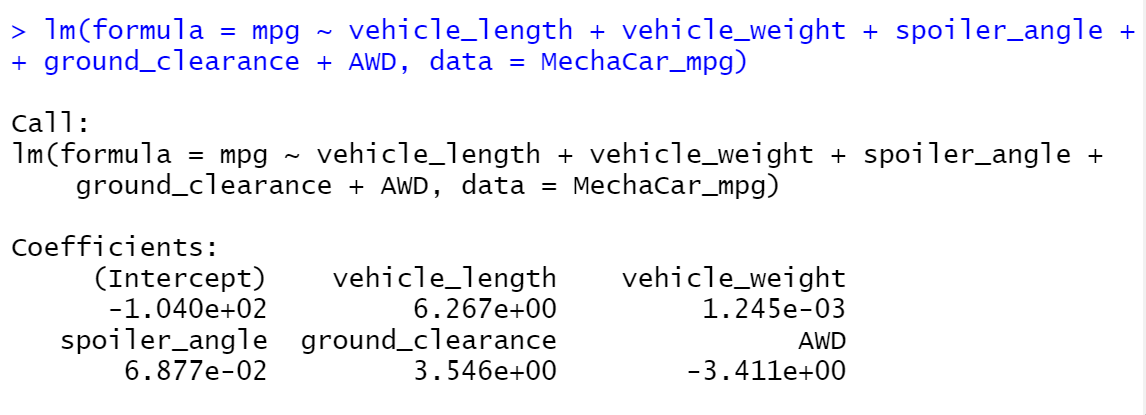 > lm(formula = mpg ~ vehicle_length + vehicle_weight + spoiler_angle +
+ ground_clearance + AWD, data = MechaCar_mpg)
Call:
lm(formula = mpg ~ vehicle_length + vehicle_weight + spoiler_angle +
    ground_clearance + AWD, data = MechaCar_mpg)
Coefficients:
     (Intercept)    vehicle_length    vehicle_weight
      -1.040e+02         6.267e+00         1.245e-03
   spoiler_angle  ground_clearance               AWD
       6.877e-02         3.546e+00        -3.411e+00